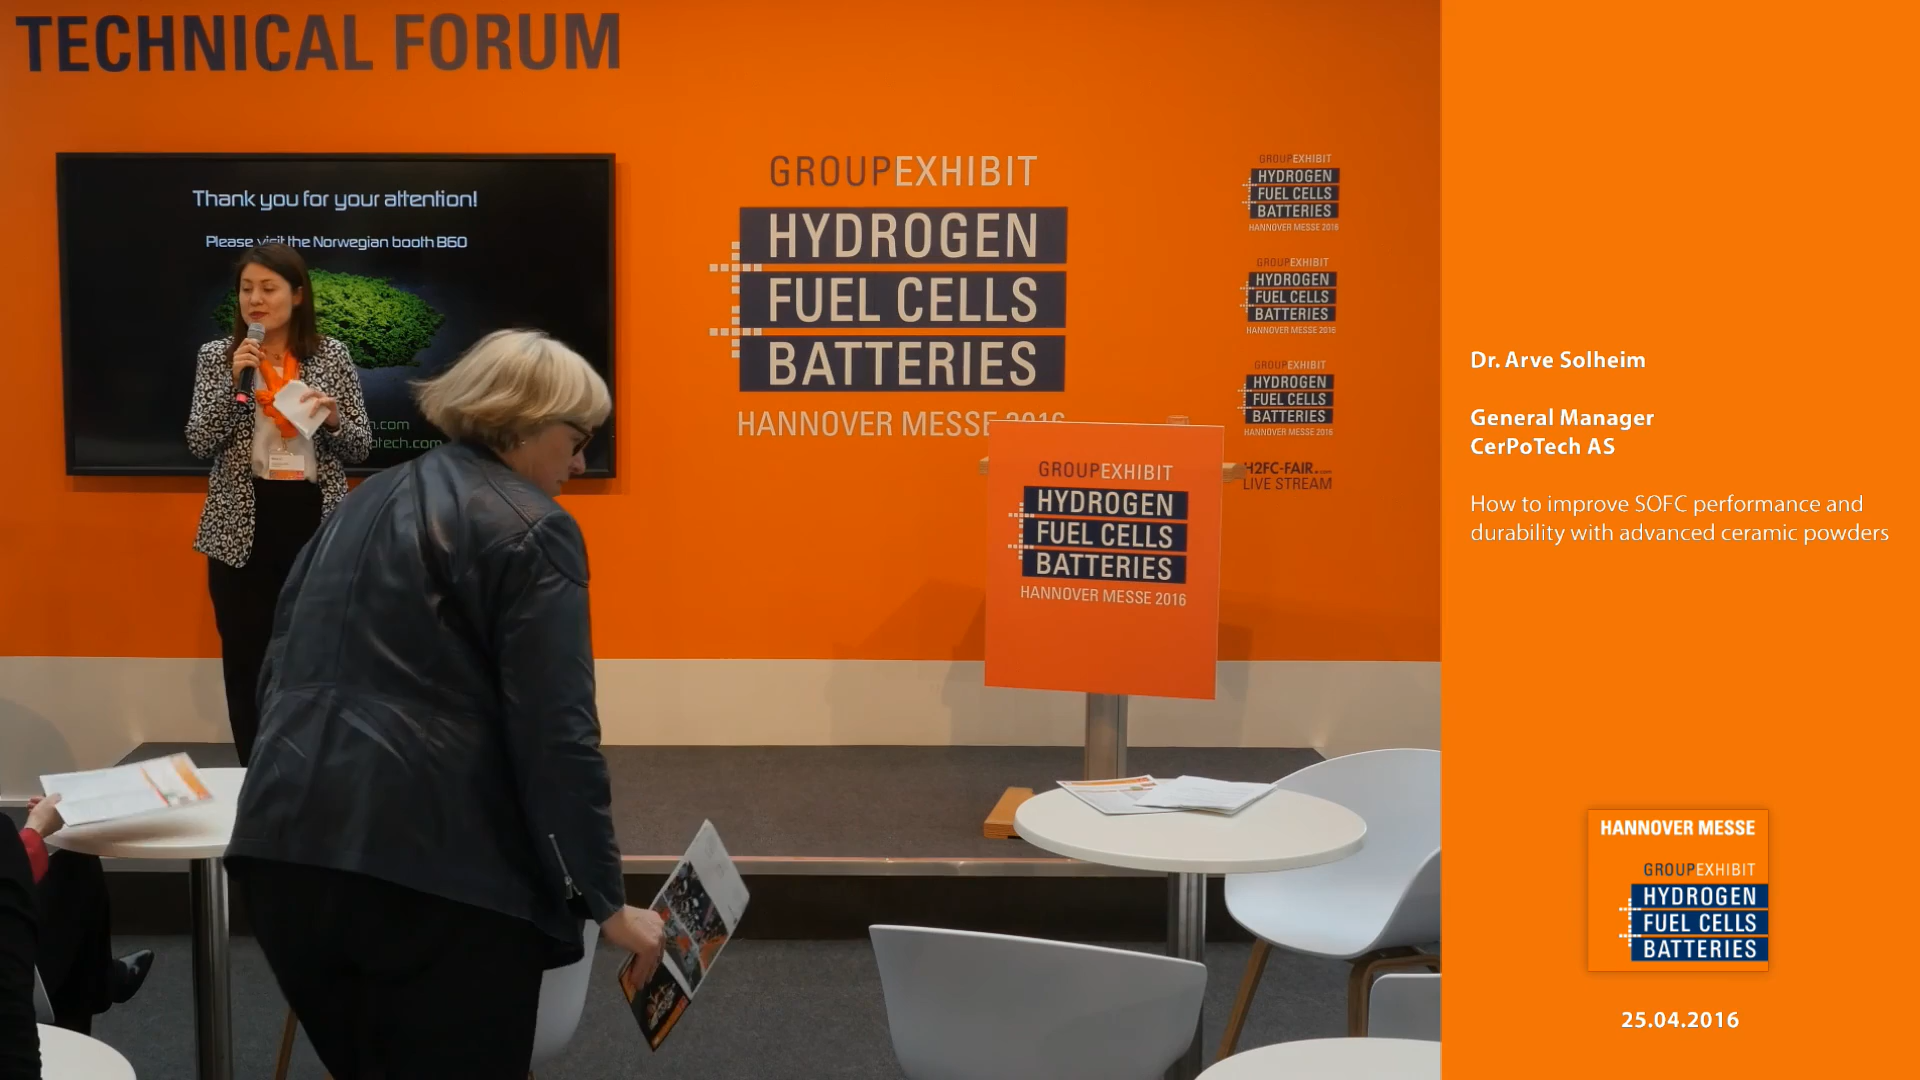 TECHNICAL FORUM
Thank you for your attention!
Please visit the Norwegian booth B60
GROUPEXHIBIT
HYDROGEN
FUEL CELLS
BATTERIES
HANNOVER MESSE 2016
GROUPEXHIBIT
HYDROGEN
FUEL CELLS
BATTERIES
HANNOVER MESSE 2016
GROUPEXHIBIT
HYDROGEN
FUEL CELLS
BATTERIES
HANNOVER MESSE 2016
GROUPEXHIBIT
HYDROGEN
FUEL CELLS
BATTERIES
HANNOVER MESSE 2016
H2FC-FAIR.com
LIVE STREAM
GROUPEXHIBIT
HYDROGEN
FUEL CELLS
BATTERIES
HANNOVER MESSE 2016
Dr. Arve Solheim
General Manager
CerPoTech AS
How to improve SOFC performance and
durability with advanced ceramic powders
HANNOVER MESSE
GROUPEXHIBIT
HYDROGEN
FUEL CELLS
BATTERIES
25.04.2016